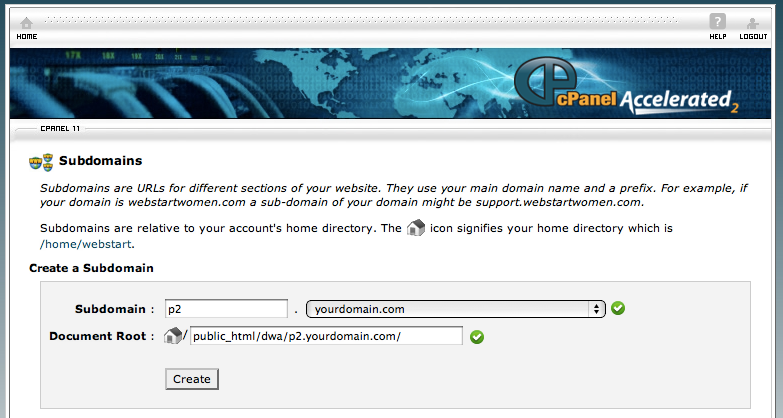 HOME
HELP
LOGOUT
cPanel Accelerated2
CPANEL 11
Subdomains
Subdomains are URLs for different sections of your website. They use your main domain name and a prefix. For example, if
your domain is webstartwomen.com a sub-domain of your domain might be support.webstartwomen.com.
Subdomains are relative to your account's home directory. The icon signifies your home directory which is
/home/webstart.
Create a Subdomain
Subdomain : p2 . yourdomain.com
Document Root : / public_html/dwa/p2.yourdomain.com/
Create